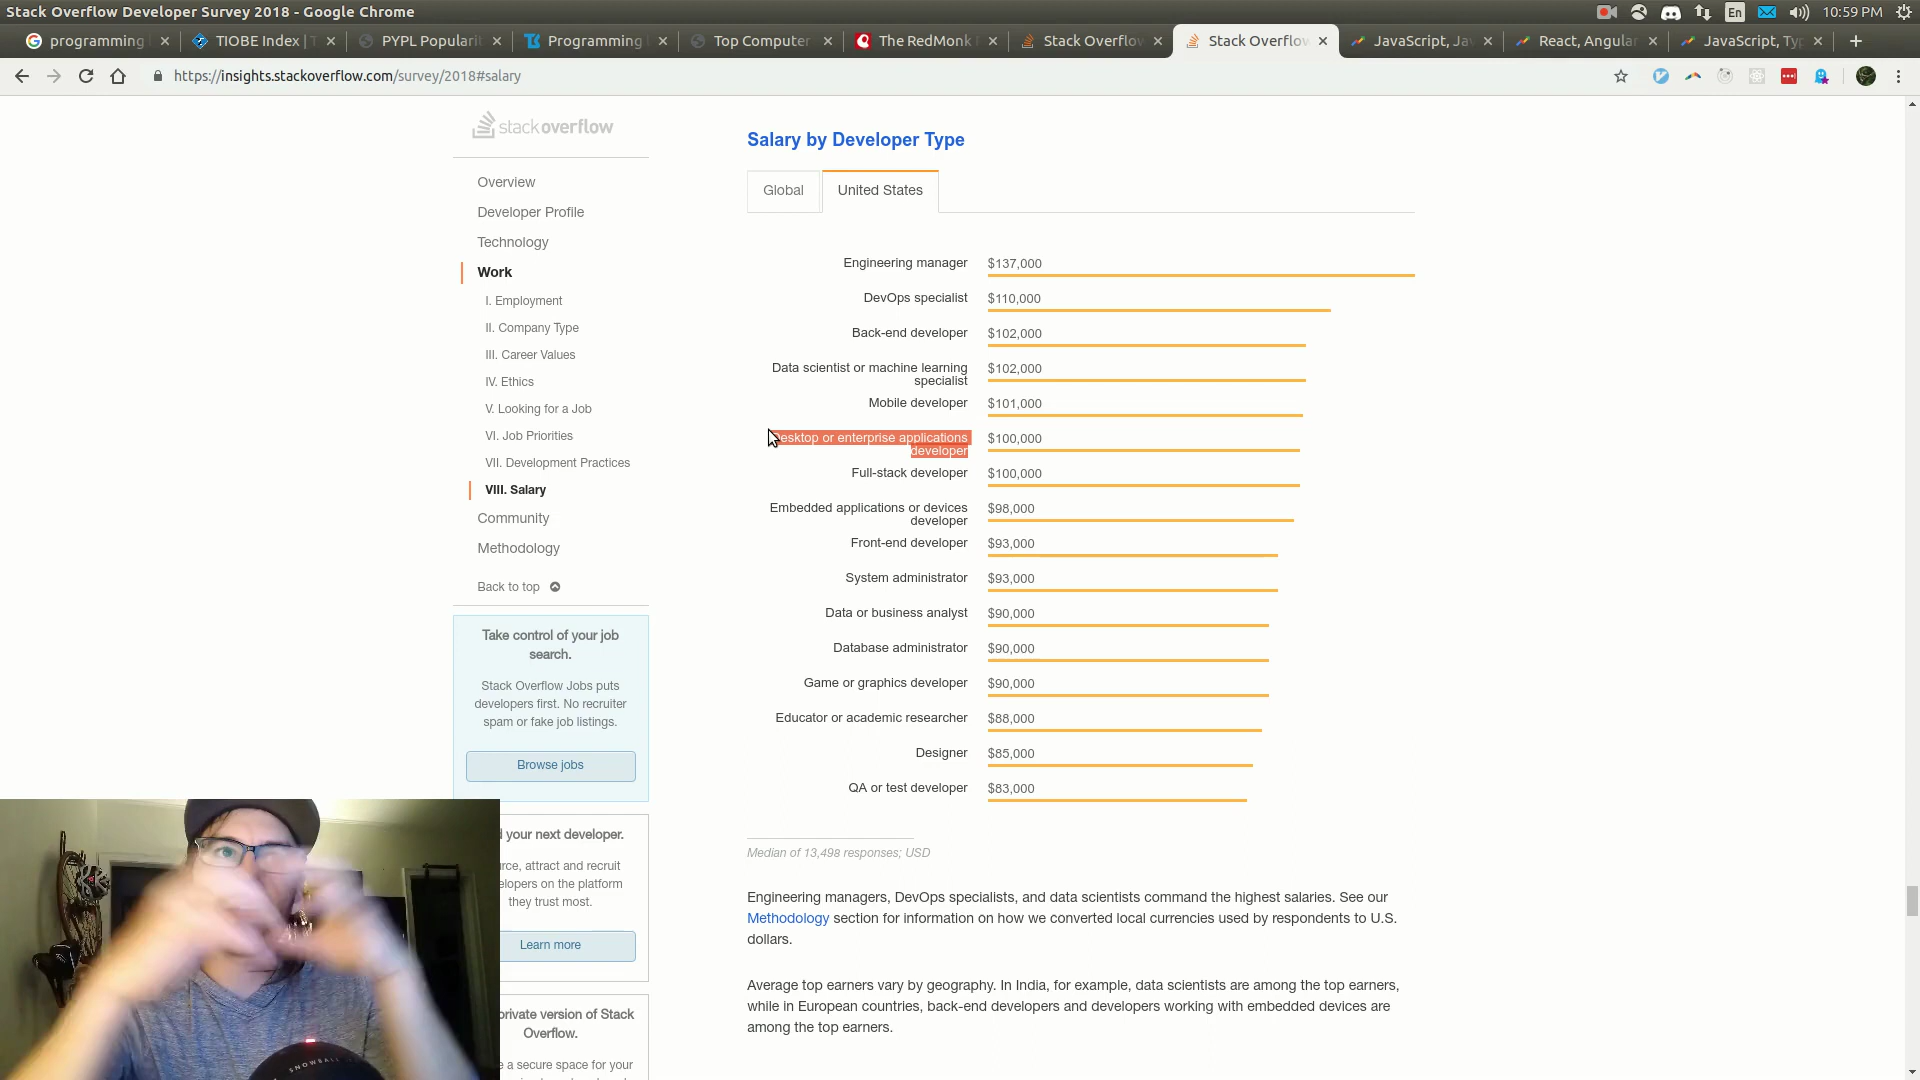 Stack Overflow Developer Survey 2018 - Google Chrome
En
10:59 PM
programming
TIOBE Index | T
PYPL Populari
Programming
Top Computer
The RedMonk
Stack Overflow
Stack Overflow
JavaScript, Ja
React, Angular
JavaScript, Ty
https://insights.stackoverflow.com/survey/2018#salary
stackoverflow
Overview
Developer Profile
Technology
Work
I. Employment
II. Company Type
III. Career Values
IV. Ethics
V. Looking for a Job
VI. Job Priorities
VII. Development Practices
VIII. Salary
Community
Methodology
Back to top
Take control of your job
search.
Stack Overflow Jobs puts
developers first. No recruiter
spam or fake job listings.
Browse jobs
your next developer.
attract and recruit
on the platform
they trust most.
Learn more
private version of Stack
Overflow.
a secure space for your
SNOWBALL
Salary by Developer Type
Global
United States
Engineering manager $137,000
DevOps specialist $110,000
Back-end developer $102,000
Data scientist or machine learning
specialist $102,000
Mobile developer $101,000
Desktop or enterprise applications
developer $100,000
Full-stack developer $100,000
Embedded applications or devices
developer $98,000
Front-end developer $93,000
System administrator $93,000
Data or business analyst $90,000
Database administrator $90,000
Game or graphics developer $90,000
Educator or academic researcher $88,000
Designer $85,000
QA or test developer $83,000
Median of 13,498 responses; USD
Engineering managers, DevOps specialists, and data scientists command the highest salaries. See our
Methodology section for information on how we converted local currencies used by respondents to U.S.
dollars.
Average top earners vary by geography. In India, for example, data scientists are among the top earners,
while in European countries, back-end developers and developers working with embedded devices are
among the top earners.